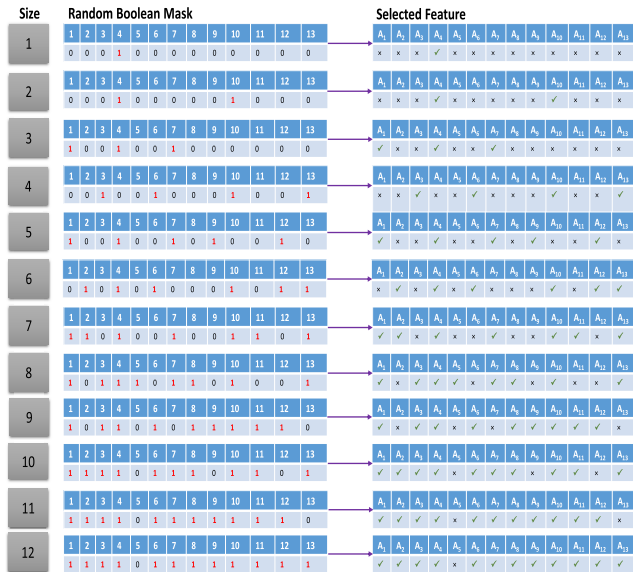 Size Random Boolean Mask Selected Feature
1 2 3 4 5 6 7 8 9 10 11 12 13 A₁ A₂ A₃ A₄ A₅ A₆ A₇ A₈ A₉ A₁₀ A₁₁ A₁₂ A₁₃
1 0 0 0 1 0 0 0 0 0 0 0 0 0 x x x ✓ x x x x x x x x x
1 2 3 4 5 6 7 8 9 10 11 12 13 A₁ A₂ A₃ A₄ A₅ A₆ A₇ A₈ A₉ A₁₀ A₁₁ A₁₂ A₁₃
2 0 0 0 1 0 0 0 0 0 1 0 0 0 x x x ✓ x x x x x ✓ x x x
1 2 3 4 5 6 7 8 9 10 11 12 13 A₁ A₂ A₃ A₄ A₅ A₆ A₇ A₈ A₉ A₁₀ A₁₁ A₁₂ A₁₃
3 1 0 0 1 0 0 1 0 0 0 0 0 0 ✓ x x ✓ x x ✓ x x x x x x
1 2 3 4 5 6 7 8 9 10 11 12 13 A₁ A₂ A₃ A₄ A₅ A₆ A₇ A₈ A₉ A₁₀ A₁₁ A₁₂ A₁₃
4 0 0 1 0 0 1 0 0 0 1 0 0 1 x x ✓ x x ✓ x x x ✓ x x ✓
1 2 3 4 5 6 7 8 9 10 11 12 13 A₁ A₂ A₃ A₄ A₅ A₆ A₇ A₈ A₉ A₁₀ A₁₁ A₁₂ A₁₃
5 1 0 0 1 0 0 1 0 1 0 0 1 0 ✓ x x ✓ x x ✓ x ✓ x x ✓ x
1 2 3 4 5 6 7 8 9 10 11 12 13 A₁ A₂ A₃ A₄ A₅ A₆ A₇ A₈ A₉ A₁₀ A₁₁ A₁₂ A₁₃
6 0 1 0 1 0 1 0 0 0 1 0 1 1 x ✓ x ✓ x ✓ x x x ✓ x ✓ ✓
1 2 3 4 5 6 7 8 9 10 11 12 13 A₁ A₂ A₃ A₄ A₅ A₆ A₇ A₈ A₉ A₁₀ A₁₁ A₁₂ A₁₃
7 1 1 0 1 0 0 1 0 0 1 1 0 1 ✓ ✓ x ✓ x x ✓ x x ✓ ✓ x ✓
1 2 3 4 5 6 7 8 9 10 11 12 13 A₁ A₂ A₃ A₄ A₅ A₆ A₇ A₈ A₉ A₁₀ A₁₁ A₁₂ A₁₃
8 1 0 1 1 1 0 1 1 0 1 0 0 1 ✓ x ✓ ✓ ✓ x ✓ ✓ x ✓ x x ✓
1 2 3 4 5 6 7 8 9 10 11 12 13 A₁ A₂ A₃ A₄ A₅ A₆ A₇ A₈ A₉ A₁₀ A₁₁ A₁₂ A₁₃
9 1 0 1 1 0 1 0 1 1 1 1 1 0 ✓ x ✓ ✓ x ✓ x ✓ ✓ ✓ ✓ ✓ x
1 2 3 4 5 6 7 8 9 10 11 12 13 A₁ A₂ A₃ A₄ A₅ A₆ A₇ A₈ A₉ A₁₀ A₁₁ A₁₂ A₁₃
10 1 1 1 1 0 1 1 1 0 1 1 0 1 ✓ ✓ ✓ ✓ x ✓ ✓ ✓ x ✓ ✓ x ✓
1 2 3 4 5 6 7 8 9 10 11 12 13 A₁ A₂ A₃ A₄ A₅ A₆ A₇ A₈ A₉ A₁₀ A₁₁ A₁₂ A₁₃
11 1 1 1 1 0 1 1 1 1 1 1 1 0 ✓ ✓ ✓ ✓ x ✓ ✓ ✓ ✓ ✓ ✓ ✓ x
1 2 3 4 5 6 7 8 9 10 11 12 13 A₁ A₂ A₃ A₄ A₅ A₆ A₇ A₈ A₉ A₁₀ A₁₁ A₁₂ A₁₃
12 1 1 1 1 0 1 1 1 1 1 1 1 1 ✓ ✓ ✓ ✓ x ✓ ✓ ✓ ✓ ✓ ✓ ✓ ✓